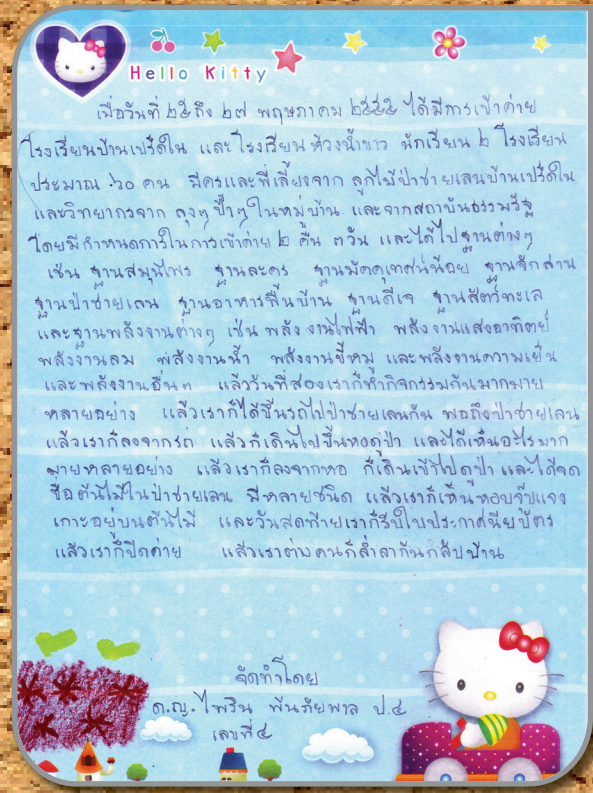 Hello Kitty
เมื่อวันที่ ๒๕ ถึง ๒๗ พฤษภาคม ๒๕๕๕ ได้มีการเข้าค่าย
โรงเรียนบ้านเปร็ดใน และโรงเรียนห้วงน้ำขาว นักเรียน ๒ โรงเรียน
ประมาณ ๖๐ คน มีครูและพี่เลี้ยงจาก ลูกไม้ป่าชายเลนบ้านเปร็ดใน
และวิทยากรจาก ลุงๆ ป้าๆ ในหมู่บ้าน และจากสถาบันธรรมรัฐ
โดยมีกำหนดการในการเข้าค่าย ๒ คืน ๓ วัน และได้ไปฐานต่างๆ
เช่น ฐานสมุนไพร ฐานละคร ฐานมัคคุเทศน์น้อย ฐานจักสาน
ฐานป่าชายเลน ฐานอาหารพื้นบ้าน ฐานดีเจ ฐานสัตว์ทะเล
และฐานพลังงานต่างๆ เช่น พลังงานไฟฟ้า พลังงานแสงอาทิตย์
พลังงานลม พลังงานน้ำ พลังงานขี้หมู และพลังงานความเย็น
และพลังงานอื่นๆ แล้ววันที่สองเราก็ทำกิจกรรมกันมากมาย
หลายอย่าง แล้วเราก็ได้ขึ้นรถไปป่าชายเลนกัน พอถึงป่าชายเลน
แล้วเราก็ลงจากรถ แล้วก็เดินไปขึ้นหอดูป่า และได้เห็นอะไรมาก
มายหลายอย่าง แล้วเราก็ลงจากหอ ก็เดินเข้าไปดูป่า และได้จด
ชื่อต้นไม้ในป่าชายเลน มีหลายชนิด แล้วเราก็เห็นหอยจุ๊บแจง
เกาะอยู่บนต้นไม้ และวันสุดท้ายเราก็รับใบประกาศนียบัตร
แล้วเราก็ปิดค่าย แล้วเราต่างคนก็ล่ำลากันกลับบ้าน
จัดทำโดย
ด.ญ. ไพริน พันภัยพาล ป.๔
เลขที่ ๔